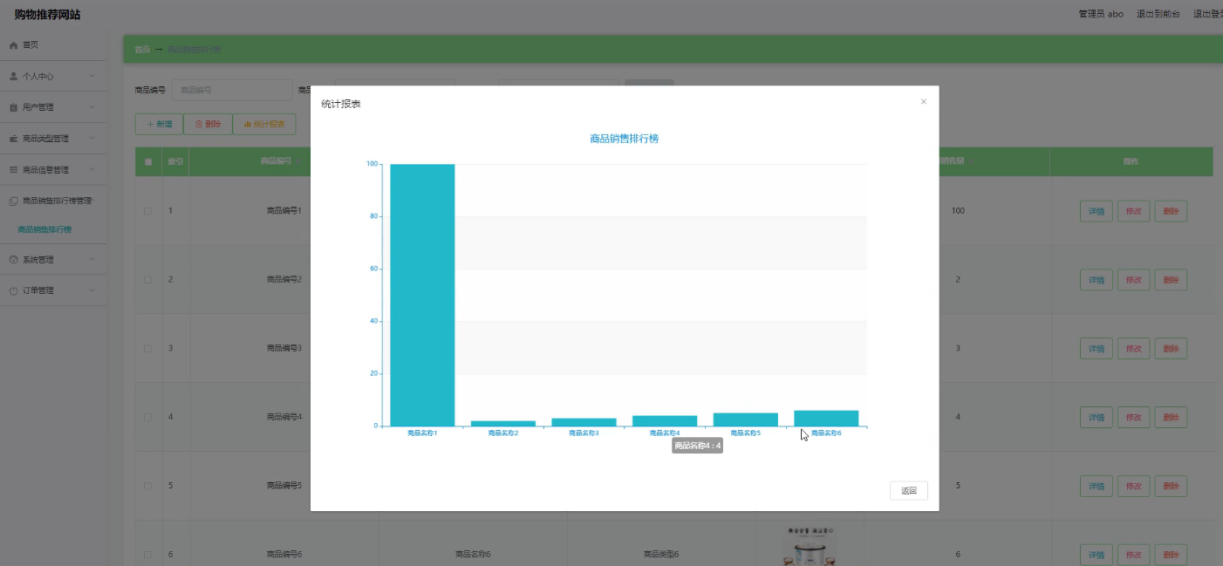 购物推荐网站
管理员 abo 退出到前台 退出登
首页
个人中心
用户管理
商品类型管理
商品信息管理
商品销售排行榜管理
商品销售排行榜
系统管理
订单管理
首页 商品销售排行榜
商品编号 商品编号 商品
+ 新增 删除 统计报表
索引 商品编号 销售量 操作
1 商品编号1 100 详情 修改 删除
2 商品编号2 2 详情 修改 删除
3 商品编号3 3 详情 修改 删除
4 商品编号4 4 详情 修改 删除
5 商品编号5 5 详情 修改 删除
6 商品编号6 商品名称6 商品类型6 6 详情 修改 删除
统计报表 ×
商品销售排行榜
100
80
60
40
20
0
商品名称1 商品名称2 商品名称3 商品名称4 商品名称5 商品名称6
商品名称4 : 4
返回